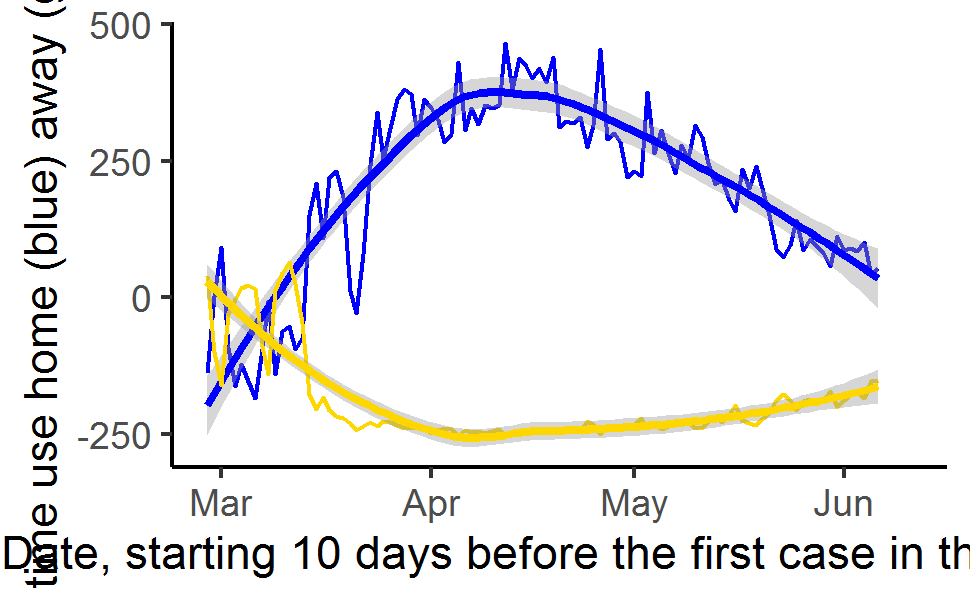 500
250
0
-250
time use home (blue) away (
Mar Apr May Jun
Date, starting 10 days before the first case in th